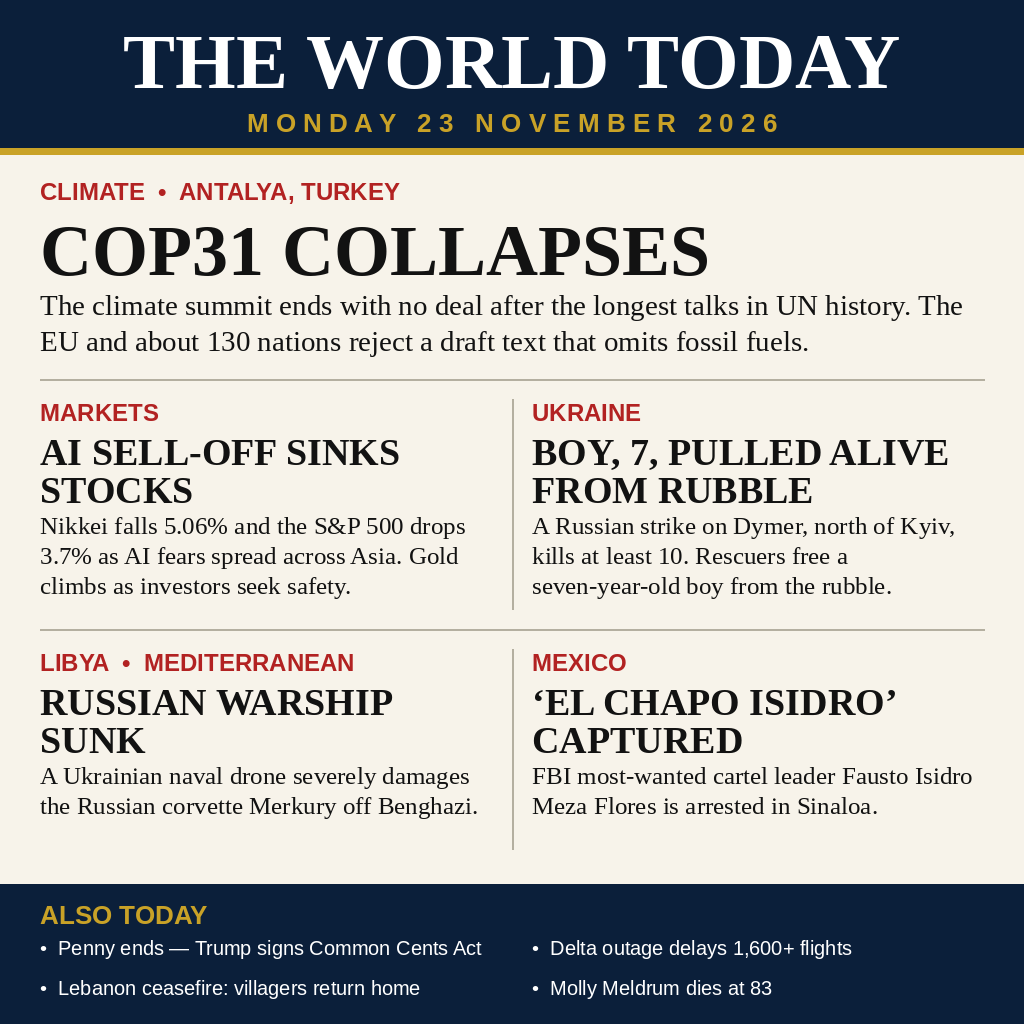 THE WORLD TODAY
MONDAY 23 NOVEMBER 2026
CLIMATE • ANTALYA, TURKEY
COP31 COLLAPSES
The climate summit ends with no deal after the longest talks in UN history. The
EU and about 130 nations reject a draft text that omits fossil fuels.
MARKETS
AI SELL-OFF SINKS
STOCKS
Nikkei falls 5.06% and the S&P 500 drops
3.7% as AI fears spread across Asia. Gold
climbs as investors seek safety.
UKRAINE
BOY, 7, PULLED ALIVE
FROM RUBBLE
A Russian strike on Dymer, north of Kyiv,
kills at least 10. Rescuers free a
seven-year-old boy from the rubble.
LIBYA • MEDITERRANEAN
RUSSIAN WARSHIP
SUNK
A Ukrainian naval drone severely damages
the Russian corvette Merkury off Benghazi.
MEXICO
‘EL CHAPO ISIDRO’
CAPTURED
FBI most-wanted cartel leader Fausto Isidro
Meza Flores is arrested in Sinaloa.
ALSO TODAY
• Penny ends — Trump signs Common Cents Act
• Lebanon ceasefire: villagers return home
• Delta outage delays 1,600+ flights
• Molly Meldrum dies at 83